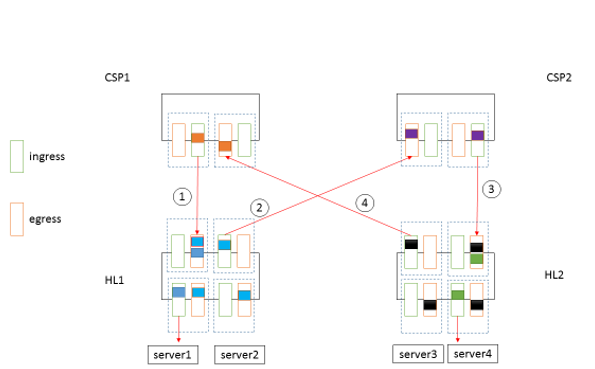 CSP1
CSP2
ingress
egress
1
2
4
3
HL1
HL2
server1
server2
server3
server4